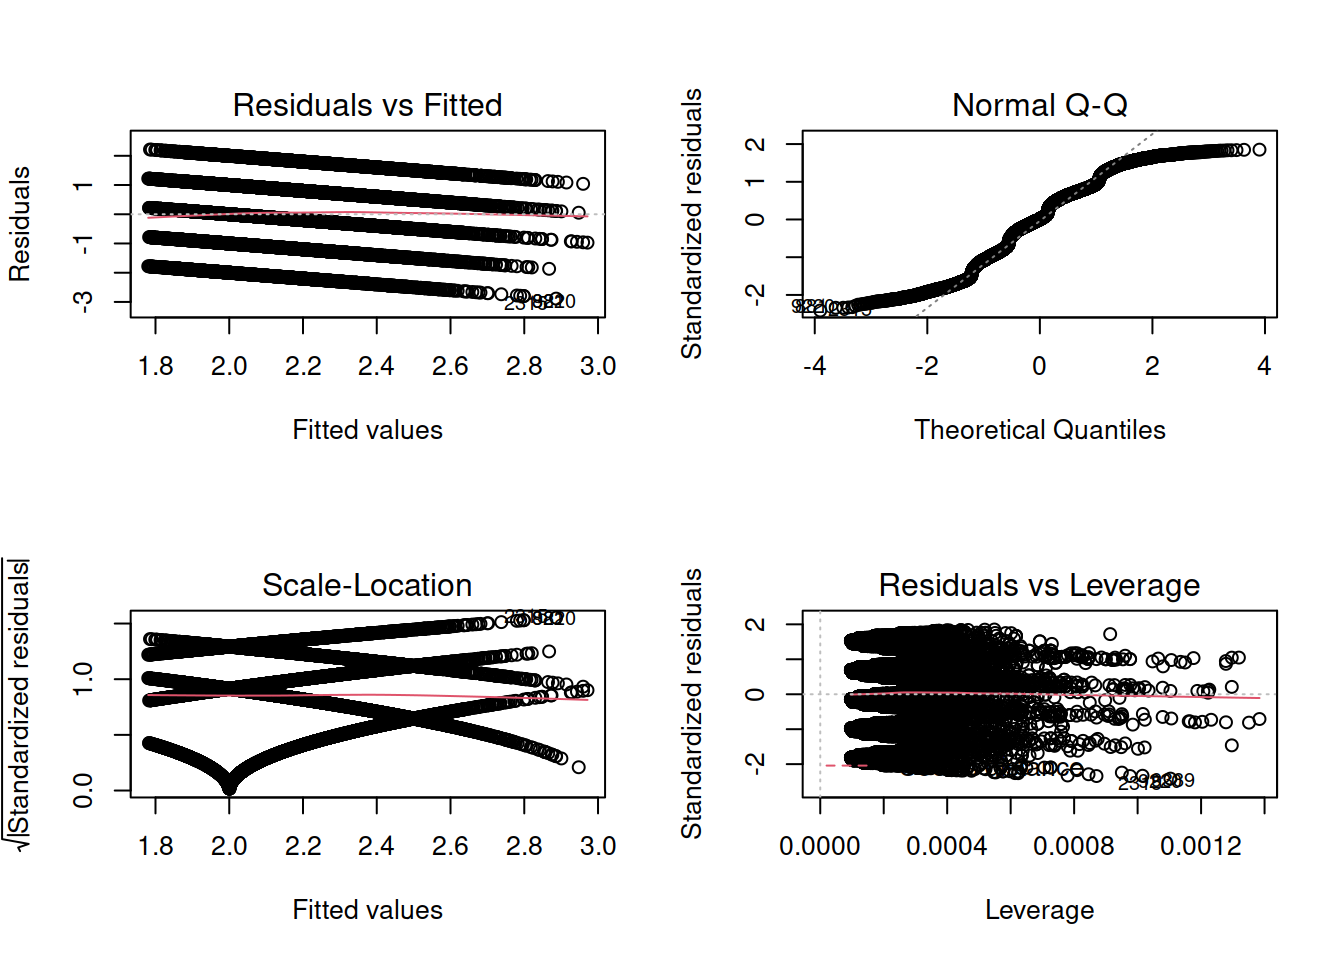 Residuals vs Fitted
Residuals
1
-1
-3
1.8 2.0 2.2 2.4 2.6 2.8 3.0
Fitted values
Normal Q-Q
Standardized residuals
2
1
0
-2
-4 -2 0 2 4
Theoretical Quantiles
Scale-Location
√|Standardized residuals|
1.0
0.0
1.8 2.0 2.2 2.4 2.6 2.8 3.0
Fitted values
Residuals vs Leverage
Standardized residuals
2
0
-2
0.0000 0.0004 0.0008 0.0012
Leverage